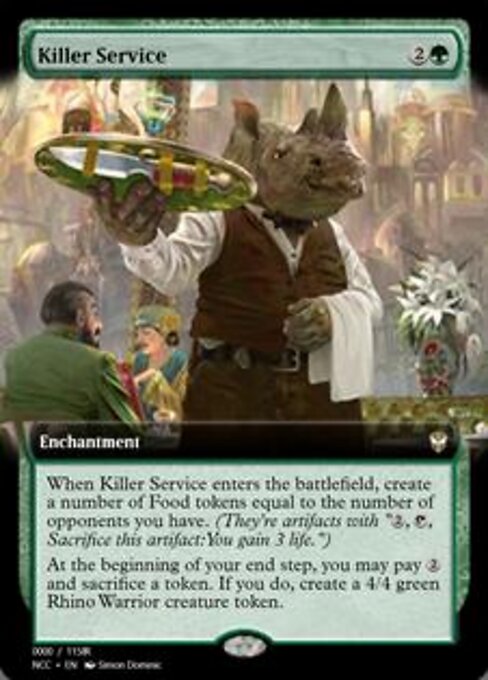 Killer Service 2
Enchantment
When Killer Service enters the battlefield, create
a number of Food tokens equal to the number of
opponents you have. (They're artifacts with "2, T,
Sacrifice this artifact:You gain 3 life.")
At the beginning of your end step, you may pay 2
and sacrifice a token. If you do, create a 4/4 green
Rhino Warrior creature token.
NCC • EN Simon Dominic